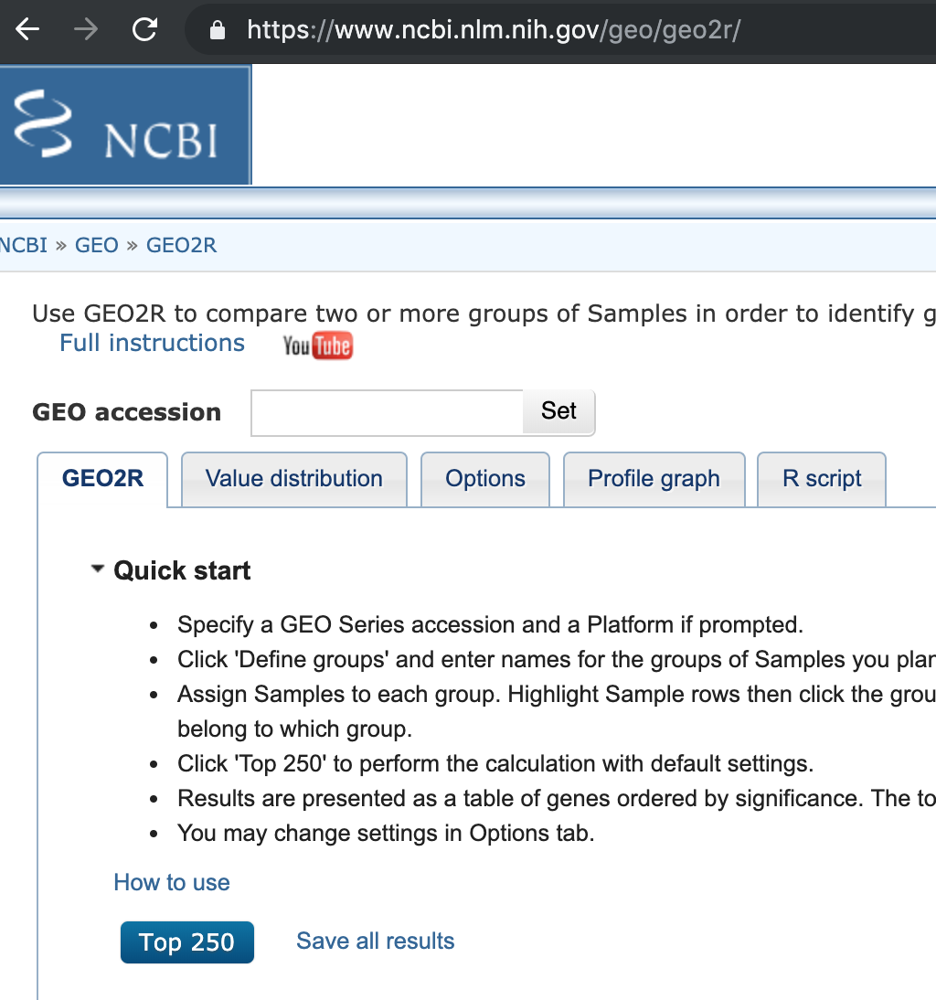 https://www.ncbi.nlm.nih.gov/geo/geo2r/
NCBI
NCBI » GEO » GEO2R
Use GEO2R to compare two or more groups of Samples in order to identify g
Full instructions YouTube
GEO accession Set
GEO2R Value distribution Options Profile graph R script
Quick start
• Specify a GEO Series accession and a Platform if prompted.
• Click 'Define groups' and enter names for the groups of Samples you plan
• Assign Samples to each group. Highlight Sample rows then click the grou
belong to which group.
• Click 'Top 250' to perform the calculation with default settings.
• Results are presented as a table of genes ordered by significance. The to
• You may change settings in Options tab.
How to use
Top 250 Save all results